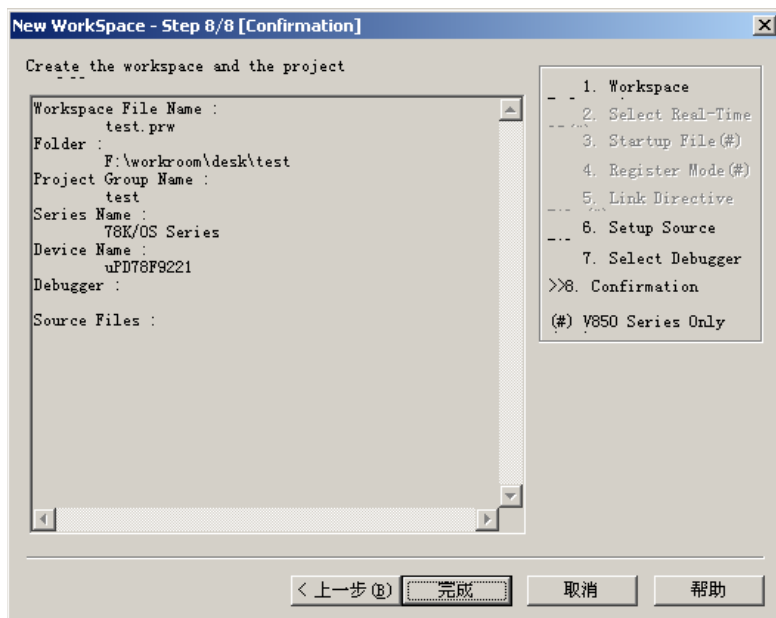 New WorkSpace - Step 8/8 [Confirmation]
Create the workspace and the project
Workspace File Name :
test.prw
Folder :
F:\workroom\desk\test
Project Group Name :
test
Series Name :
78K/0S Series
Device Name :
uPD78F9221
Debugger :
Source Files :
1. Workspace
2. Select Real-Time
3. Startup File(#)
4. Register Mode(#)
5. Link Directive
6. Setup Source
7. Select Debugger
>>8. Confirmation
(#) V850 Series Only
< 上一步(B)
完成
取消
帮助